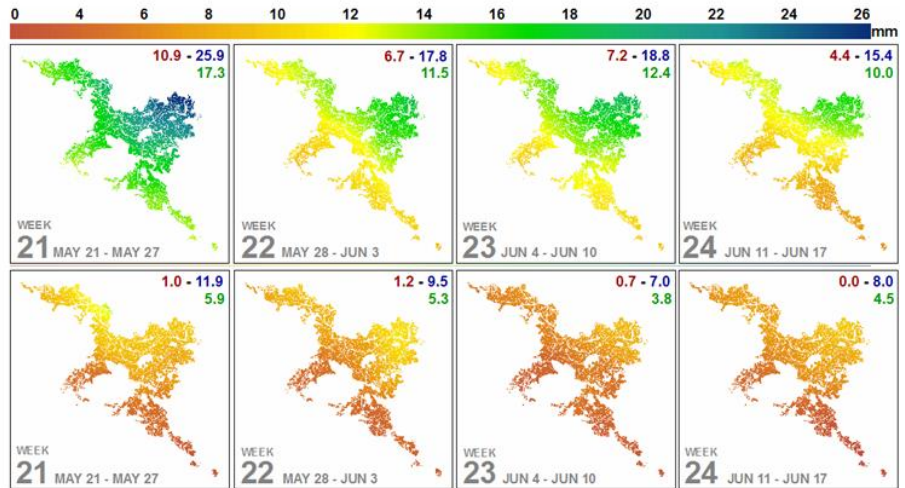 0 4 6 8 10 12 14 16 18 20 22 24 26
mm
10.9 - 25.9
17.3
WEEK
21 MAY 21 - MAY 27
6.7 - 17.8
11.5
WEEK
22 MAY 28 - JUN 3
7.2 - 18.8
12.4
WEEK
23 JUN 4 - JUN 10
4.4 - 15.4
10.0
WEEK
24 JUN 11 - JUN 17
1.0 - 11.9
5.9
WEEK
21 MAY 21 - MAY 27
1.2 - 9.5
5.3
WEEK
22 MAY 28 - JUN 3
0.7 - 7.0
3.8
WEEK
23 JUN 4 - JUN 10
0.0 - 8.0
4.5
WEEK
24 JUN 11 - JUN 17